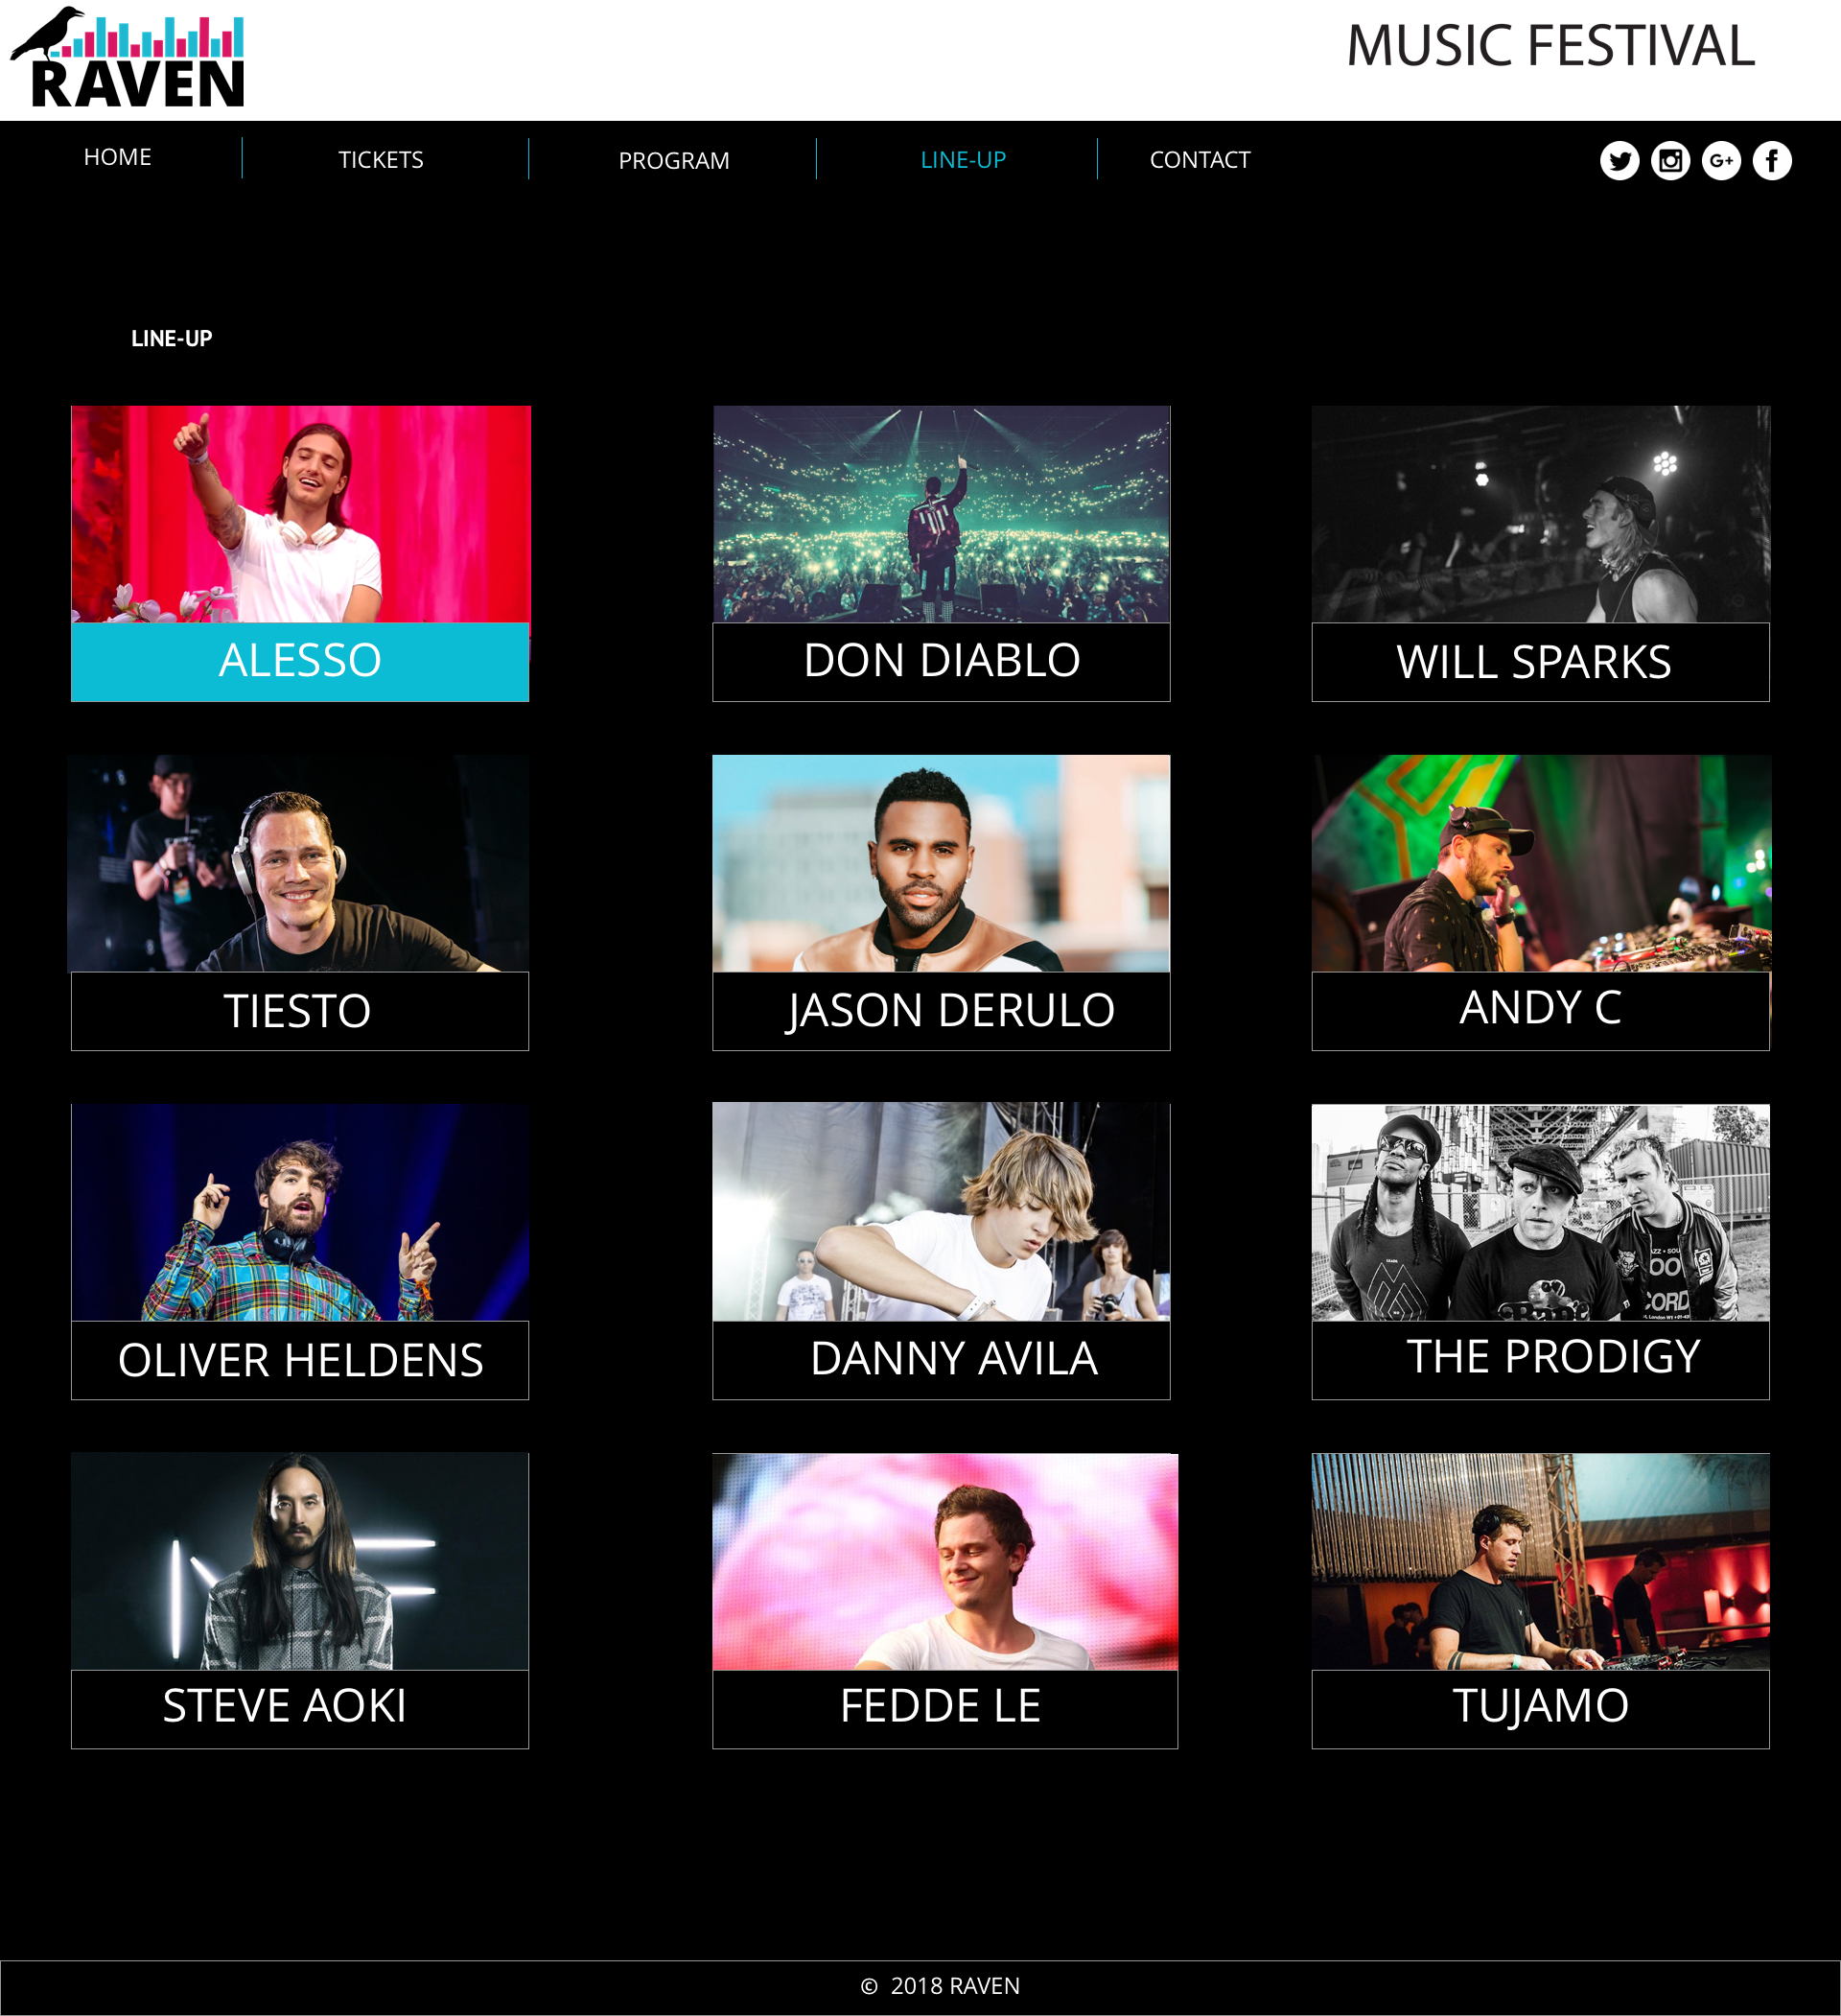 RAVEN
MUSIC FESTIVAL
HOME
TICKETS
PROGRAM
LINE-UP
CONTACT
G+
f
LINE-UP
ALESSO
DON DIABLO
WILL SPARKS
TIESTO
JASON DERULO
ANDY C
OLIVER HELDENS
DANNY AVILA
THE PRODIGY
STEVE AOKI
FEDDE LE
TUJAMO
© 2018 RAVEN